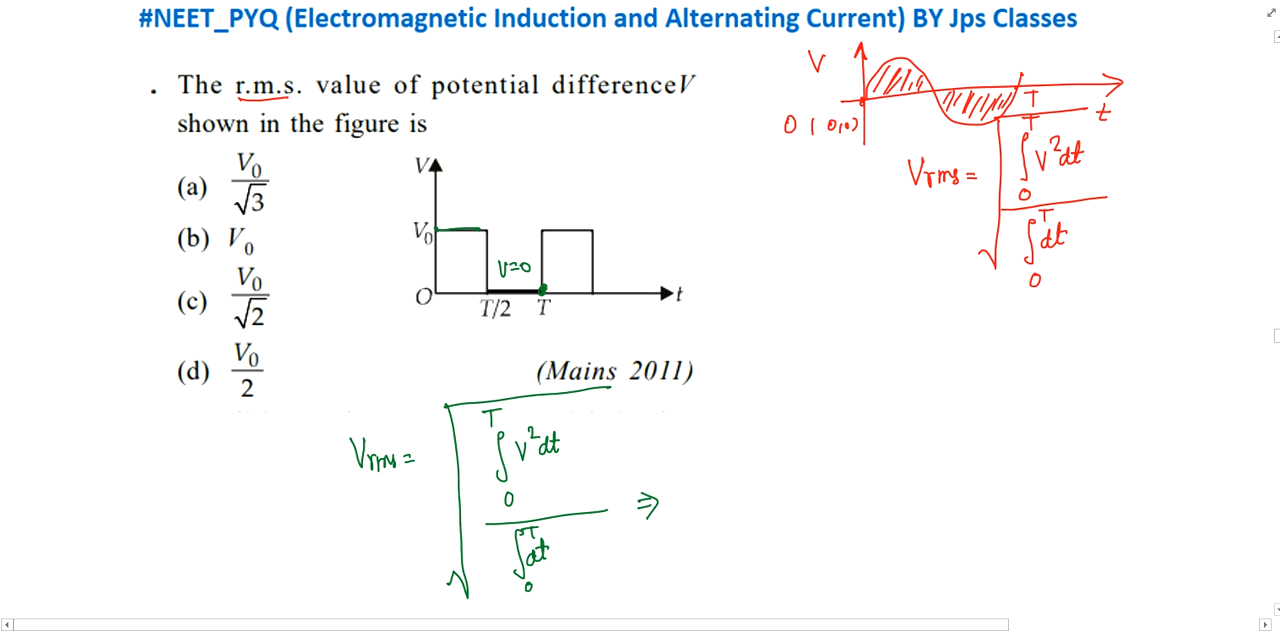 #NEET_PYQ (Electromagnetic Induction and Alternating Current) BY Jps Classes
. The r.m.s. value of potential difference V
shown in the figure is
(a) V₀/√3
(b) V₀
(c) V₀/√2
(d) V₀/2
V
V₀
V=0
O
T/2
T
t
(Mains 2011)
V
T
t
O (0,0)
Vrms = √(∫₀ᵀ V²dt / ∫₀ᵀ dt)
Vrms = √(∫₀ᵀ V²dt / ∫₀ᵀ dt) ⇒